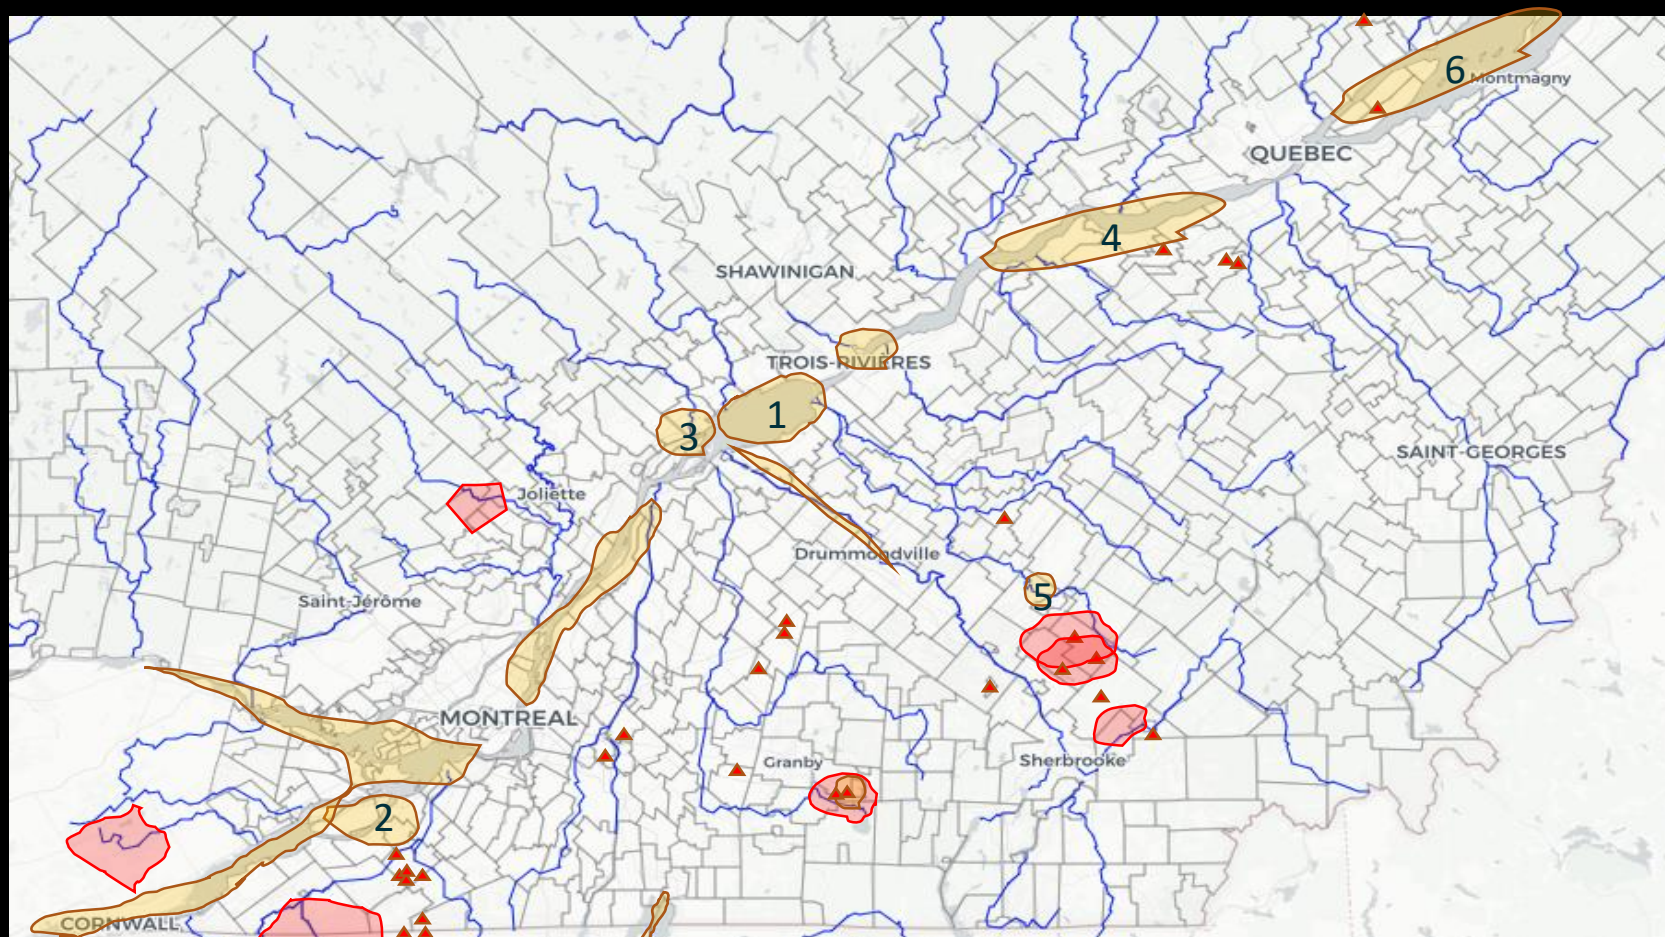 6
Montmagny
QUEBEC
4
SHAWINIGAN
TROIS-RIVIÈRES
1
3
SAINT-GEORGES
Joliette
Drummondville
5
Saint-Jérôme
MONTREAL
Granby
Sherbrooke
2
CORNWALL